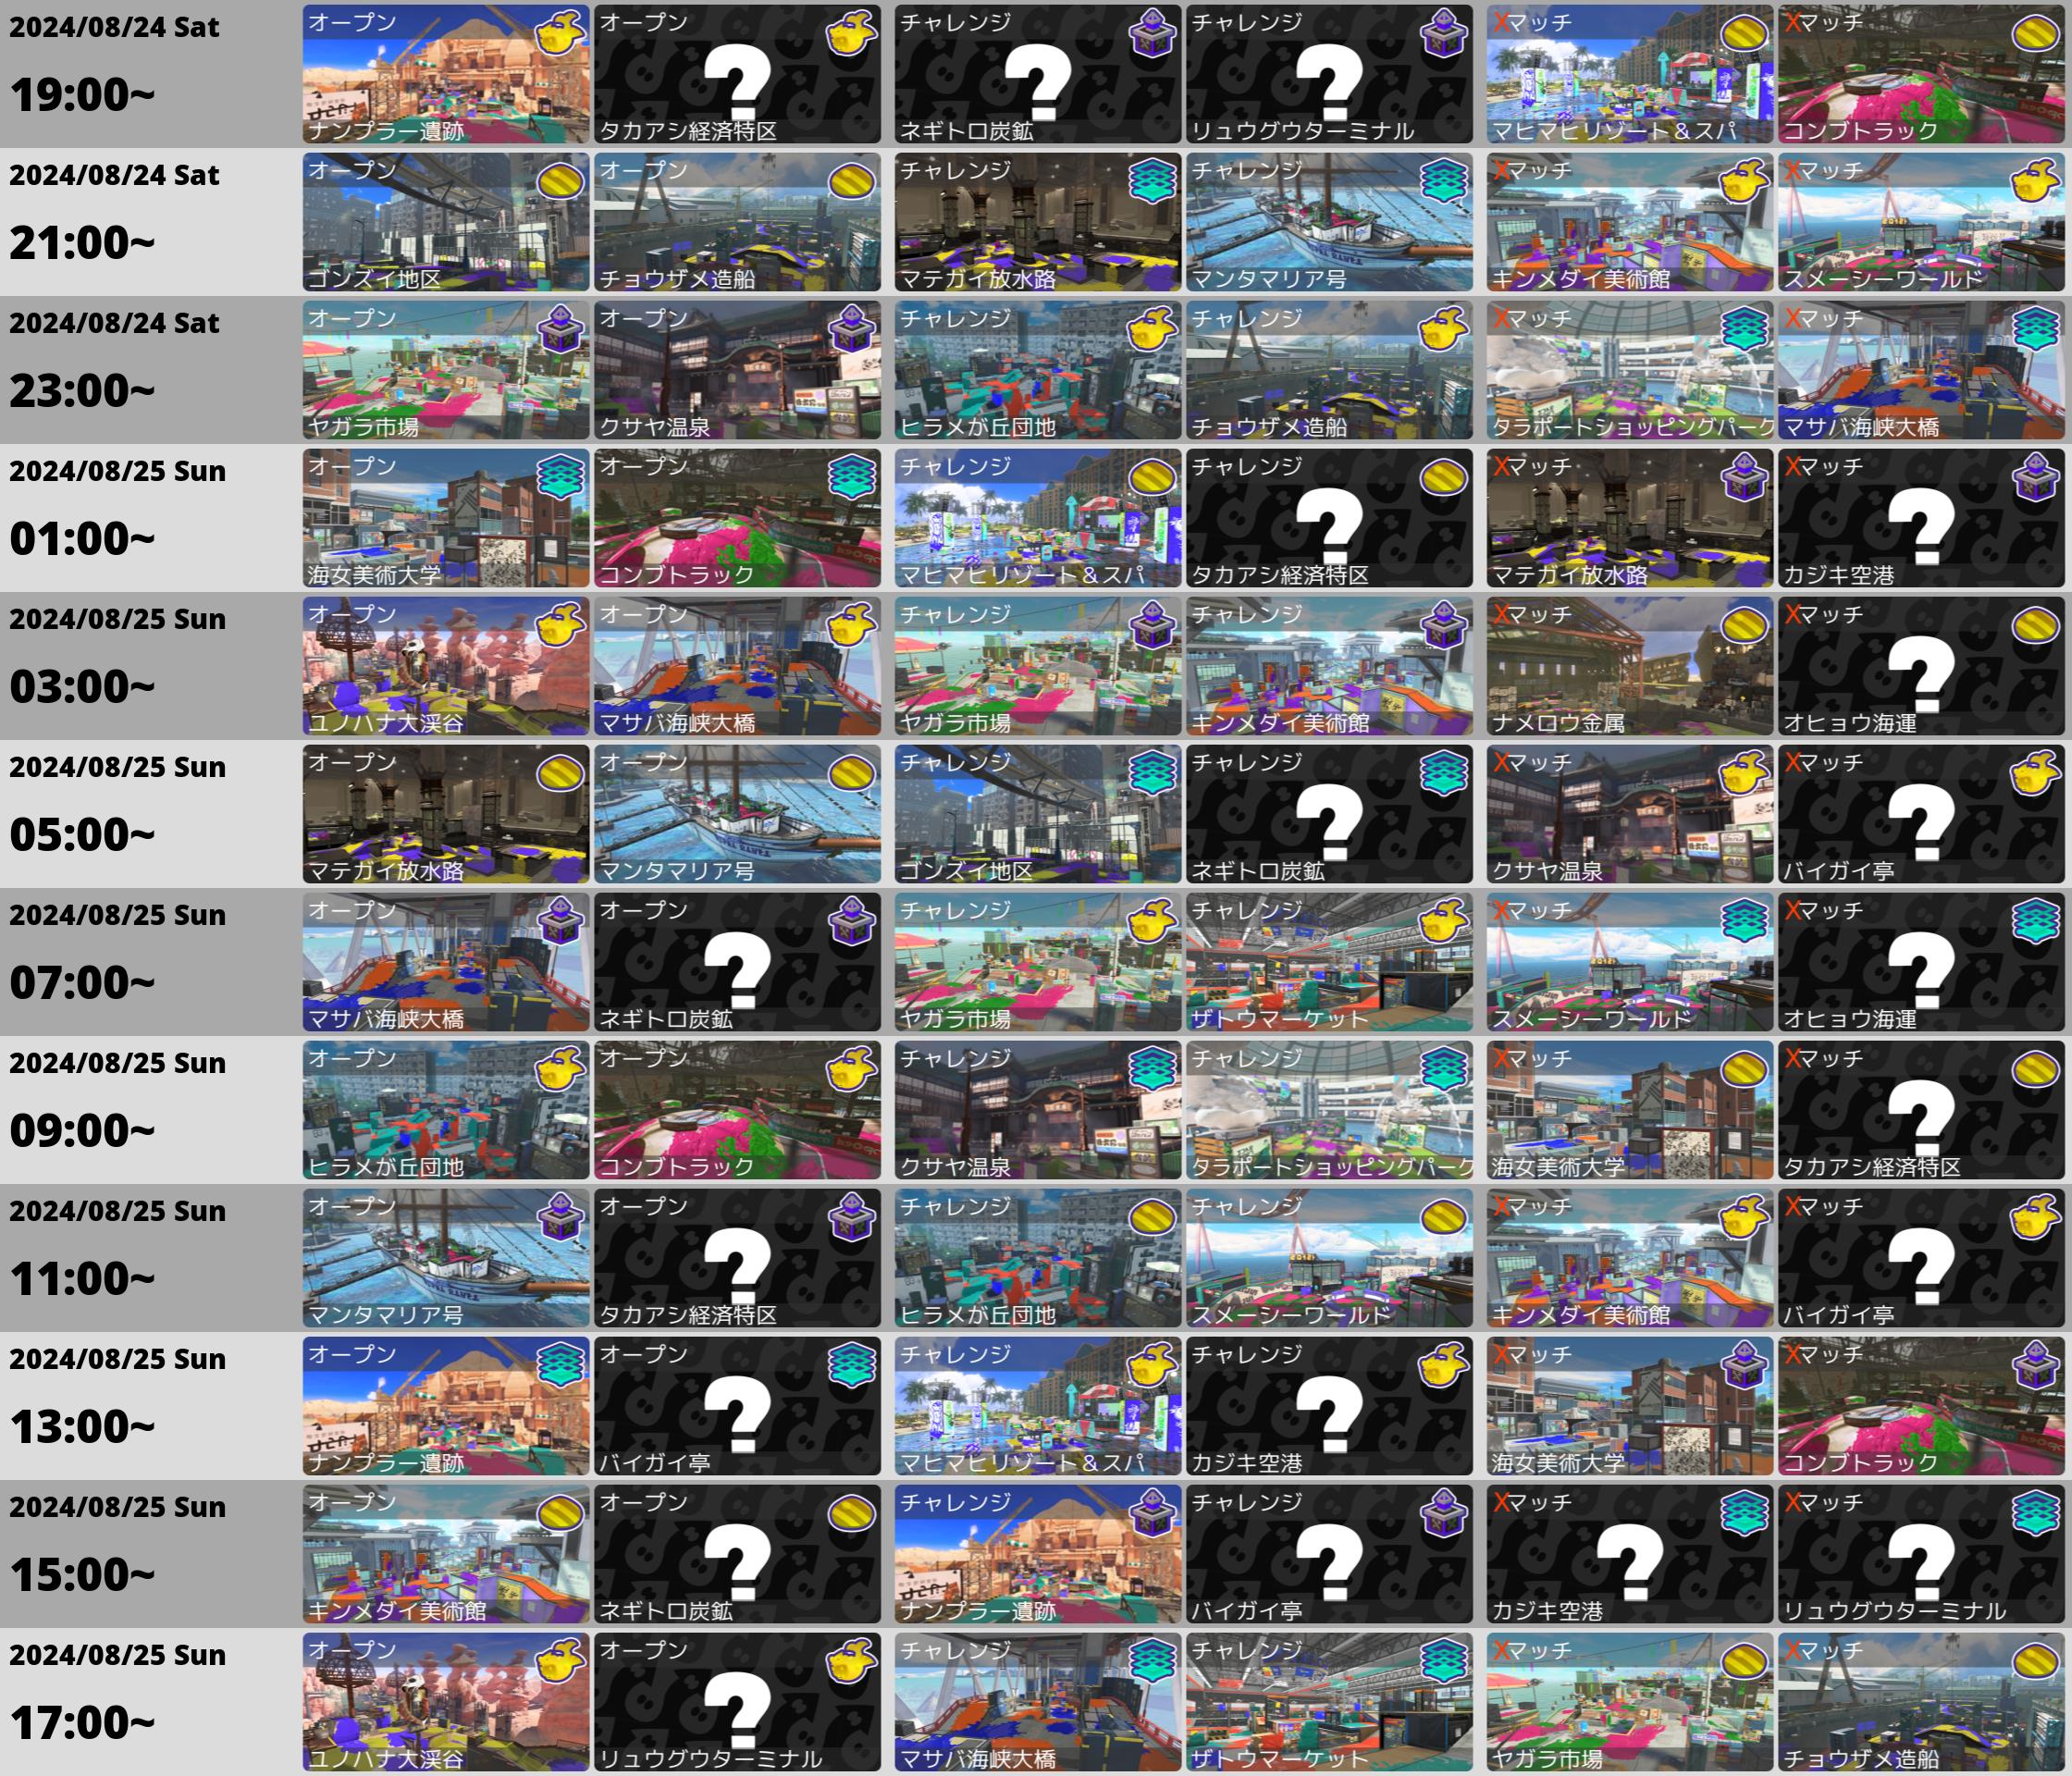 2024/08/24 Sat
19:00~
オープン
ナンプラー遺跡
オープン
タカアシ経済特区
チャレンジ
ネギトロ炭鉱
チャレンジ
リュウグウターミナル
Xマッチ
マヒマヒリゾート＆スパ
Xマッチ
コンブトラック
2024/08/24 Sat
21:00~
オープン
ゴンズイ地区
オープン
チョウザメ造船
チャレンジ
マテガイ放水路
チャレンジ
マンタマリア号
Xマッチ
キンメダイ美術館
Xマッチ
スメーシーワールド
2024/08/24 Sat
23:00~
オープン
ヤガラ市場
オープン
クサヤ温泉
チャレンジ
ヒラメが丘団地
チャレンジ
チョウザメ造船
Xマッチ
タラポートショッピングパーク
Xマッチ
マサバ海峡大橋
2024/08/25 Sun
01:00~
オープン
海女美術大学
オープン
コンブトラック
チャレンジ
マヒマヒリゾート＆スパ
チャレンジ
タカアシ経済特区
Xマッチ
マテガイ放水路
Xマッチ
カジキ空港
2024/08/25 Sun
03:00~
オープン
ユノハナ大渓谷
オープン
マサバ海峡大橋
チャレンジ
ヤガラ市場
チャレンジ
キンメダイ美術館
Xマッチ
ナメロウ金属
Xマッチ
オヒョウ海運
2024/08/25 Sun
05:00~
オープン
マテガイ放水路
オープン
マンタマリア号
チャレンジ
ゴンズイ地区
チャレンジ
ネギトロ炭鉱
Xマッチ
クサヤ温泉
Xマッチ
バイガイ亭
2024/08/25 Sun
07:00~
オープン
マサバ海峡大橋
オープン
ネギトロ炭鉱
チャレンジ
ヤガラ市場
チャレンジ
ザトウマーケット
Xマッチ
スメーシーワールド
Xマッチ
オヒョウ海運
2024/08/25 Sun
09:00~
オープン
ヒラメが丘団地
オープン
コンブトラック
チャレンジ
クサヤ温泉
チャレンジ
タラポートショッピングパーク
Xマッチ
海女美術大学
Xマッチ
タカアシ経済特区
2024/08/25 Sun
11:00~
オープン
マンタマリア号
オープン
タカアシ経済特区
チャレンジ
ヒラメが丘団地
チャレンジ
スメーシーワールド
Xマッチ
キンメダイ美術館
Xマッチ
バイガイ亭
2024/08/25 Sun
13:00~
オープン
ナンプラー遺跡
オープン
バイガイ亭
チャレンジ
マヒマヒリゾート＆スパ
チャレンジ
カジキ空港
Xマッチ
海女美術大学
Xマッチ
コンブトラック
2024/08/25 Sun
15:00~
オープン
キンメダイ美術館
オープン
ネギトロ炭鉱
チャレンジ
ナンプラー遺跡
チャレンジ
バイガイ亭
Xマッチ
カジキ空港
Xマッチ
リュウグウターミナル
2024/08/25 Sun
17:00~
オープン
ユノハナ大渓谷
オープン
リュウグウターミナル
チャレンジ
マサバ海峡大橋
チャレンジ
ザトウマーケット
Xマッチ
ヤガラ市場
Xマッチ
チョウザメ造船